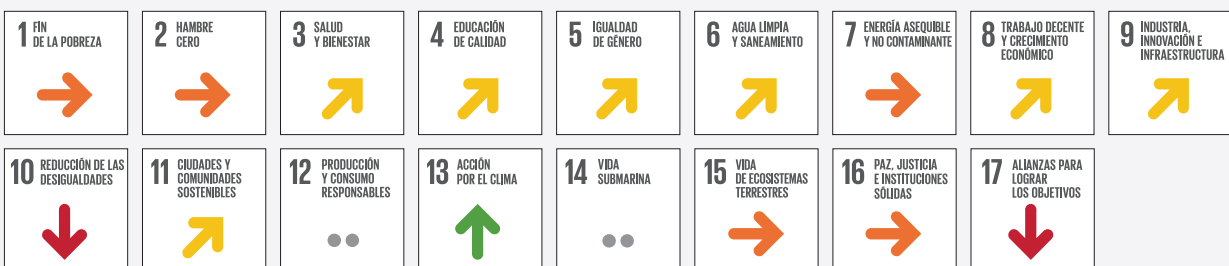 1 FIN
DE LA POBREZA
2 HAMBRE
CERO
3 SALUD
Y BIENESTAR
4 EDUCACIÓN
DE CALIDAD
5 IGUALDAD
DE GÉNERO
6 AGUA LIMPIA
Y SANEAMIENTO
7 ENERGÍA ASEQUIBLE
Y NO CONTAMINANTE
8 TRABAJO DECENTE
Y CRECIMIENTO
ECONÓMICO
9 INDUSTRIA,
INNOVACIÓN E
INFRAESTRUCTURA
10 REDUCCIÓN DE LAS
DESIGUALDADES
11 CIUDADES Y
COMUNIDADES
SOSTENIBLES
12 PRODUCCIÓN
Y CONSUMO
RESPONSABLES
13 ACCIÓN
POR EL CLIMA
14 VIDA
SUBMARINA
15 VIDA
DE ECOSISTEMAS
TERRESTRES
16 PAZ, JUSTICIA
E INSTITUCIONES
SÓLIDAS
17 ALIANZAS PARA
LOGRAR
LOS OBJETIVOS